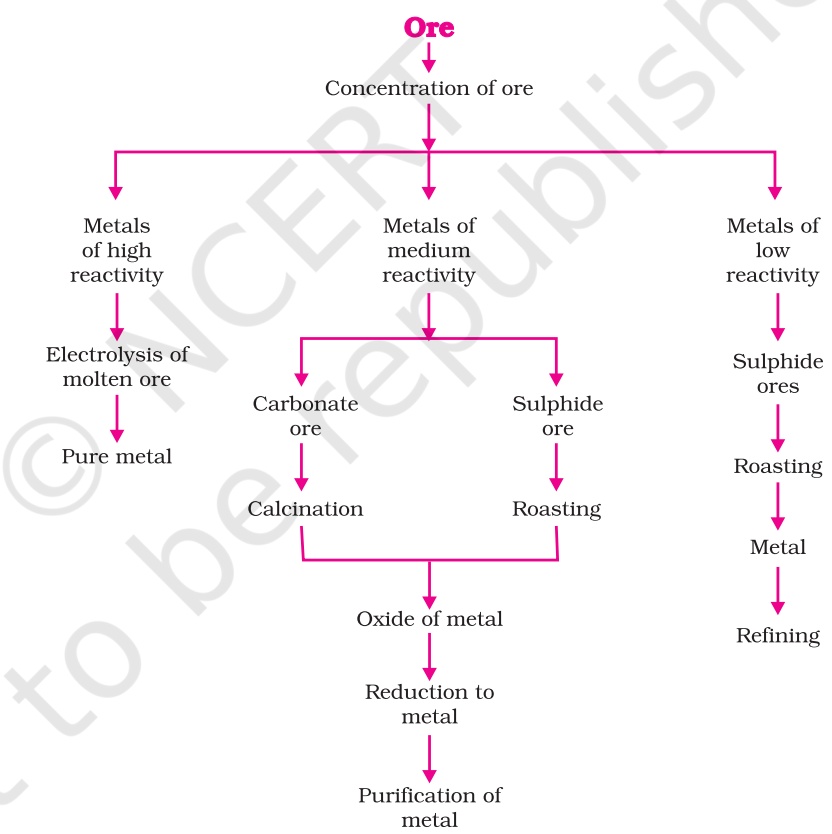 Ore
Concentration of ore
Metals
of high
reactivity
Metals of
medium
reactivity
Metals of
low
reactivity
Electrolysis of
molten ore
Pure metal
Carbonate
ore
Sulphide
ore
Calcination
Roasting
Oxide of metal
Reduction to
metal
Purification of
metal
Sulphide
ores
Roasting
Metal
Refining
© NCERT
to be republishe